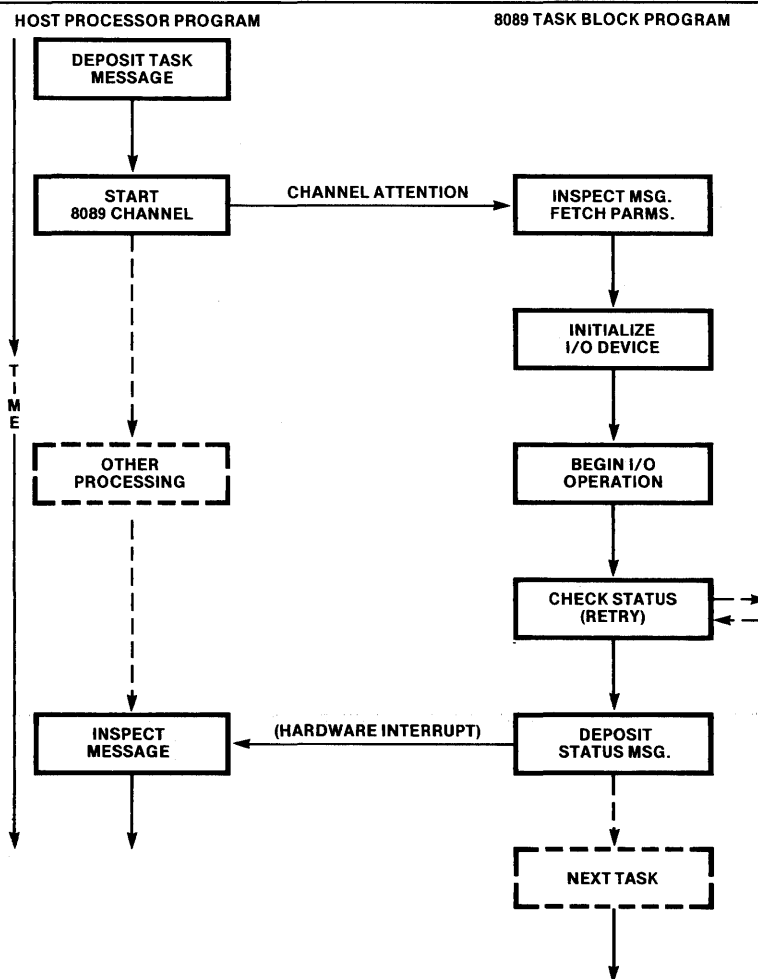 HOST PROCESSOR PROGRAM
8089 TASK BLOCK PROGRAM
DEPOSIT TASK
MESSAGE
START
8089 CHANNEL
CHANNEL ATTENTION
INSPECT MSG.
FETCH PARMS.
INITIALIZE
I/O DEVICE
TIME
OTHER
PROCESSING
BEGIN I/O
OPERATION
CHECK STATUS
(RETRY)
INSPECT
MESSAGE
(HARDWARE INTERRUPT)
DEPOSIT
STATUS MSG.
NEXT TASK